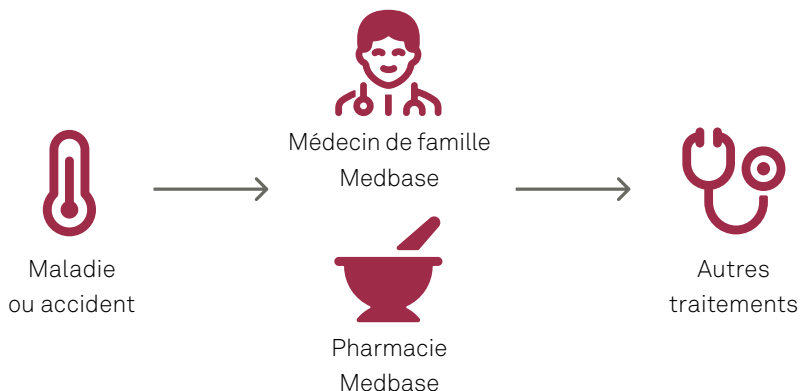 Médecin de famille
Medbase
Maladie
ou accident
Autres
traitements
Pharmacie
Medbase